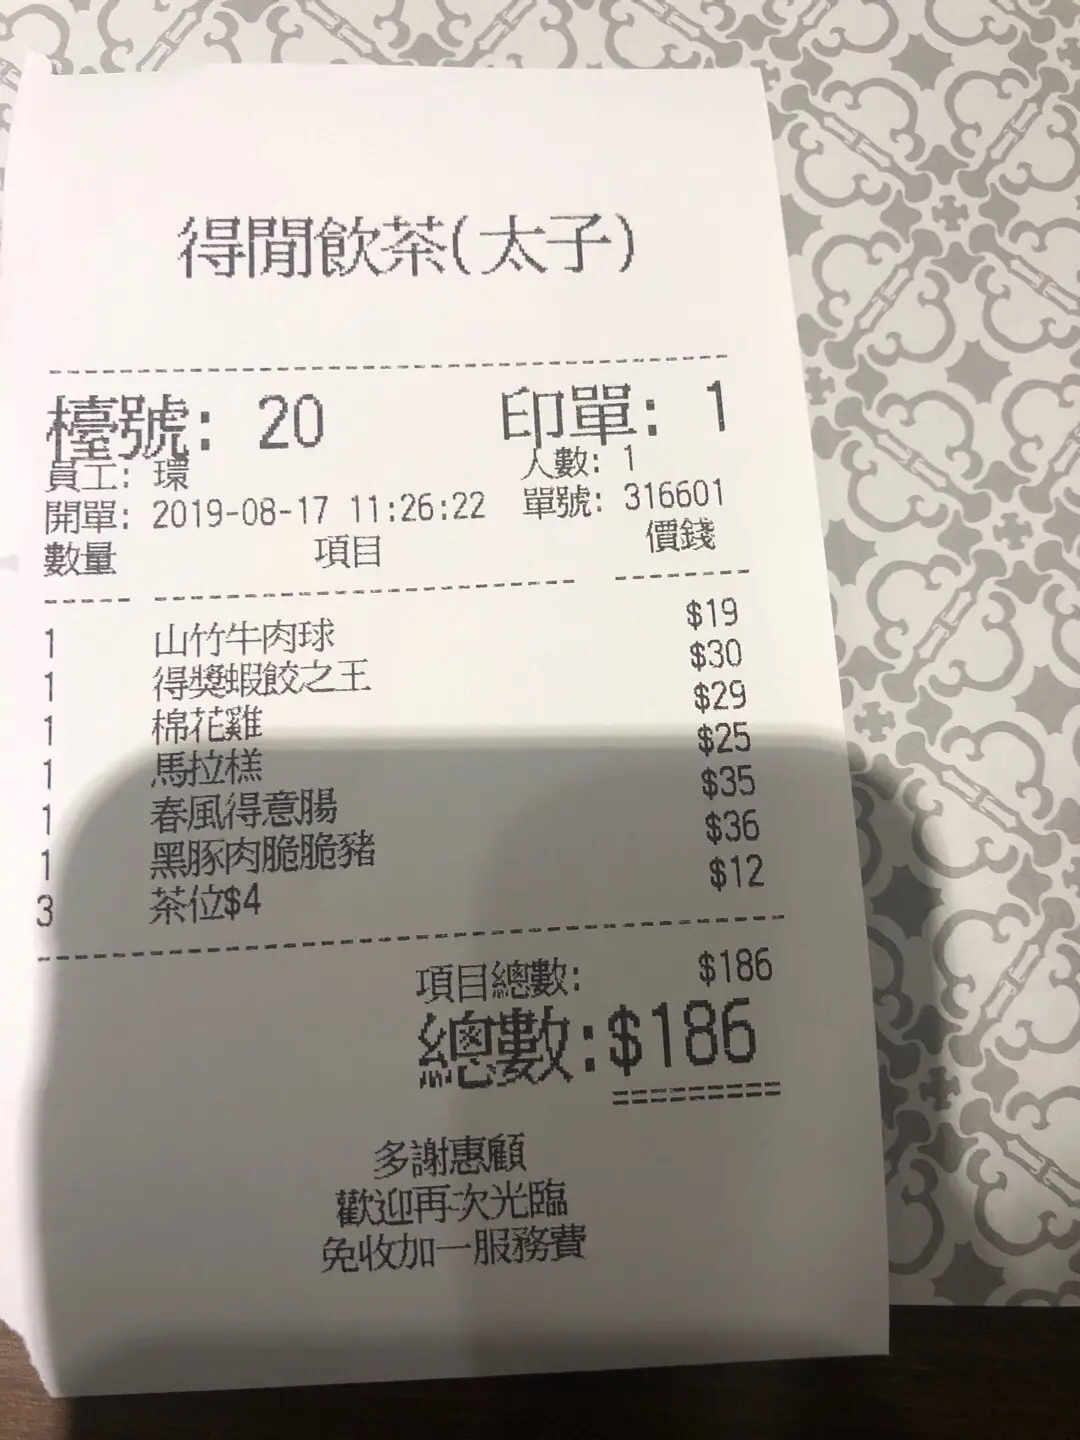 得閒飲茶(太子)
檯號: 20 印單: 1
員工: 環 人數: 1
開單: 2019-08-17 11:26:22 單號: 316601
數量 項目 價錢
1 山竹牛肉球 $19
1 得獎蝦餃之王 $30
1 棉花雞 $29
1 馬拉糕 $25
1 春風得意腸 $35
1 黑豚肉脆脆豬 $36
3 茶位$4 $12
項目總數: $186
總數:$186
=========
多謝惠顧
歡迎再次光臨
免收加一服務費